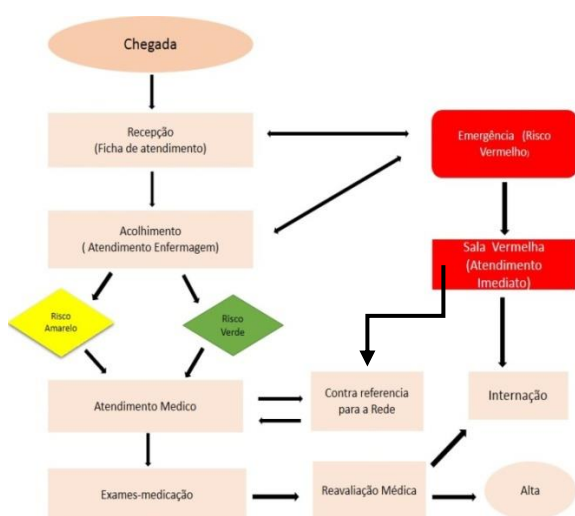 Chegada
Recepção
(Ficha de atendimento)
Emergência (Risco
Vermelho)
Acolhimento
( Atendimento Enfermagem)
Sala Vermelha
(Atendimento
Imediato)
Risco
Amarelo
Risco
Verde
Atendimento Medico
Contra referencia
para a Rede
Internação
Exames-medicação
Reavaliação Médica
Alta